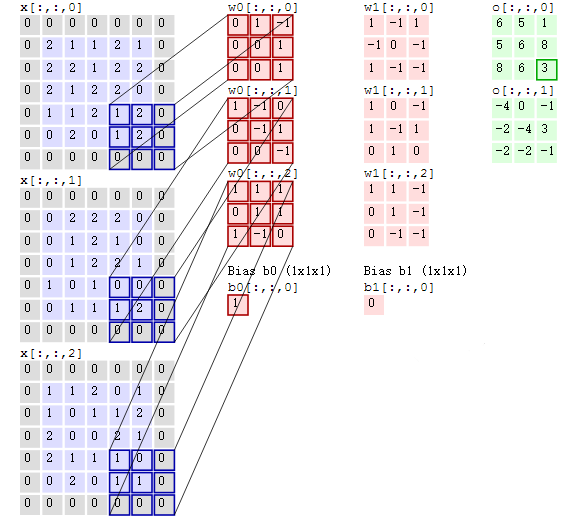 x[:,:,0]
0 0 0 0 0 0 0
0 2 1 1 2 1 0
0 2 2 1 2 2 0
0 2 1 2 2 0 0
0 1 1 2 1 2 0
0 0 2 0 1 2 0
0 0 0 0 0 0 0
x[:,:,1]
0 0 0 0 0 0 0
0 0 2 2 2 0 0
0 0 1 2 1 0 0
0 1 2 2 1 0 0
0 1 0 1 0 0 0
0 0 1 1 1 2 0
0 0 0 0 0 0 0
x[:,:,2]
0 0 0 0 0 0 0
0 1 1 2 0 1 0
0 1 0 1 1 2 0
0 2 0 0 2 1 0
0 2 1 1 1 0 0
0 0 2 0 1 1 0
0 0 0 0 0 0 0
w0[:,:,0]
0 1 -1
0 0 1
0 0 1
w0[:,:,1]
1 -1 0
0 -1 1
0 0 -1
w0[:,:,2]
1 1 1
0 1 1
1 -1 0
Bias b0 (1x1x1)
b0[:,:,0]
1
w1[:,:,0]
1 -1 1
-1 0 -1
1 -1 -1
w1[:,:,1]
1 0 -1
1 -1 1
0 1 0
w1[:,:,2]
1 1 -1
0 1 -1
0 -1 -1
Bias b1 (1x1x1)
b1[:,:,0]
0
o[:,:,0]
6 5 1
5 6 8
8 6 3
o[:,:,1]
-4 0 -1
-2 -4 3
-2 -2 -1